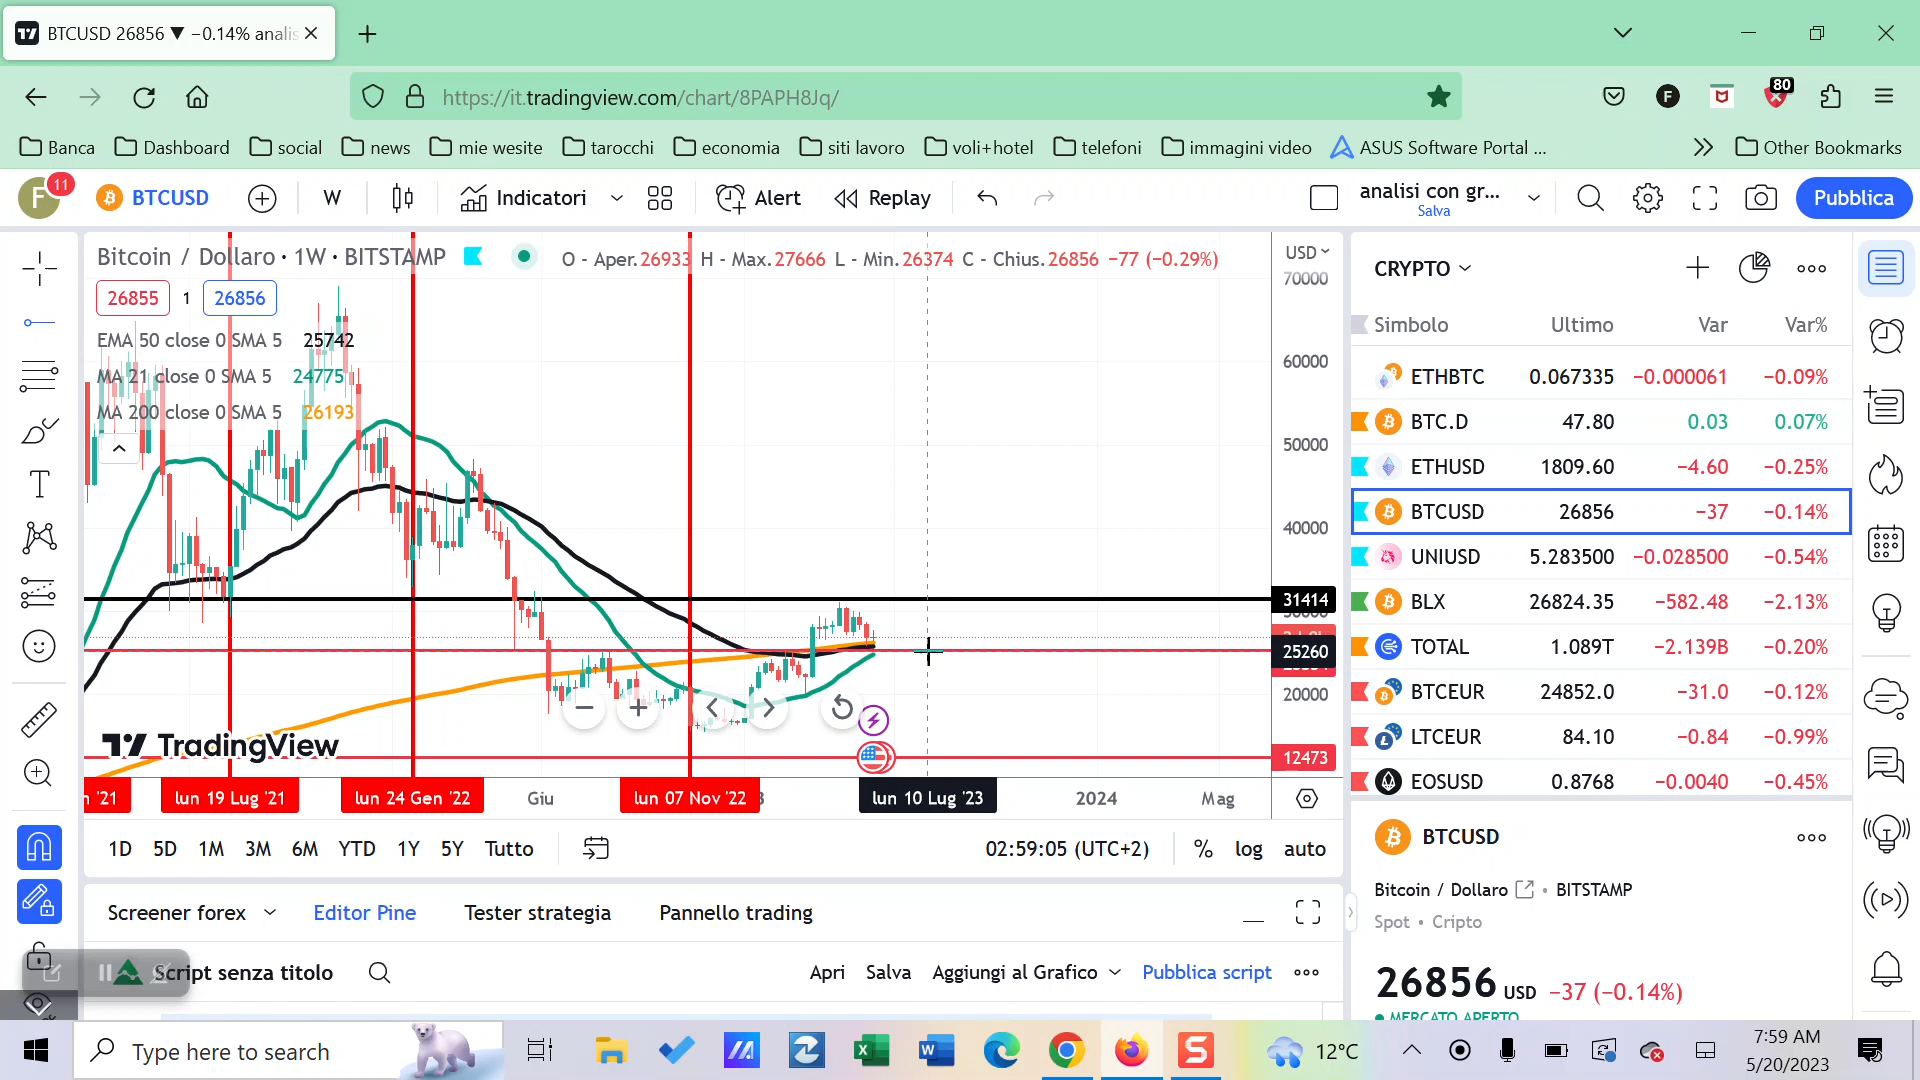 BTCUSD 26856 ▼ −0.14% analis
https://it.tradingview.com/chart/8PAPH8Jq/
80
Banca Dashboard social news mie wesite tarocchi economia siti lavoro voli+hotel telefoni immagini video ASUS Software Portal ... Other Bookmarks
F 11 BTCUSD W Indicatori Alert Replay analisi con gr... Salva Pubblica
Bitcoin / Dollaro · 1W · BITSTAMP O - Aper.26933 H - Max.27666 L - Min.26374 C - Chius.26856 −77 (−0.29%)
26855 1 26856
EMA 50 close 0 SMA 5 25742
MA 21 close 0 SMA 5 24775
MA 200 close 0 SMA 5 26193
USD
70000
60000
50000
40000
31414
25260
20000
12473
TradingView
'21 lun 19 Lug '21 lun 24 Gen '22 Giu lun 07 Nov '22 lun 10 Lug '23 2024 Mag
1D 5D 1M 3M 6M YTD 1Y 5Y Tutto 02:59:05 (UTC+2) % log auto
Screener forex Editor Pine Tester strategia Pannello trading
Script senza titolo Apri Salva Aggiungi al Grafico Pubblica script
CRYPTO
Simbolo Ultimo Var Var%
ETHBTC 0.067335 −0.000061 −0.09%
BTC.D 47.80 0.03 0.07%
ETHUSD 1809.60 −4.60 −0.25%
BTCUSD 26856 −37 −0.14%
UNIUSD 5.283500 −0.028500 −0.54%
BLX 26824.35 −582.48 −2.13%
TOTAL 1.089T −2.139B −0.20%
BTCEUR 24852.0 −31.0 −0.12%
LTCEUR 84.10 −0.84 −0.99%
EOSUSD 0.8768 −0.0040 −0.45%
BTCUSD
Bitcoin / Dollaro • BITSTAMP
Spot • Cripto
26856 USD −37 (−0.14%)
MERCATO APERTO
Type here to search 12°C 7:59 AM
5/20/2023